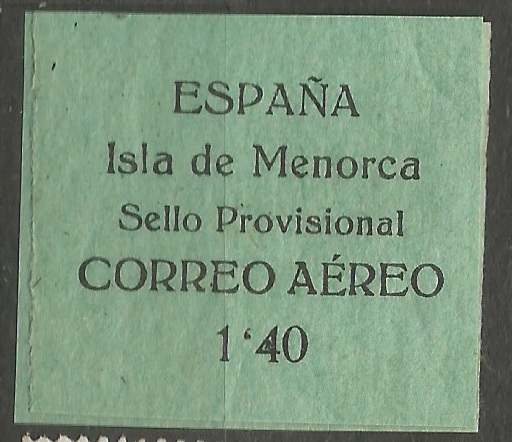 ESPAÑA
Isla de Menorca
Sello Provisional
CORREO AÉREO
1‘40